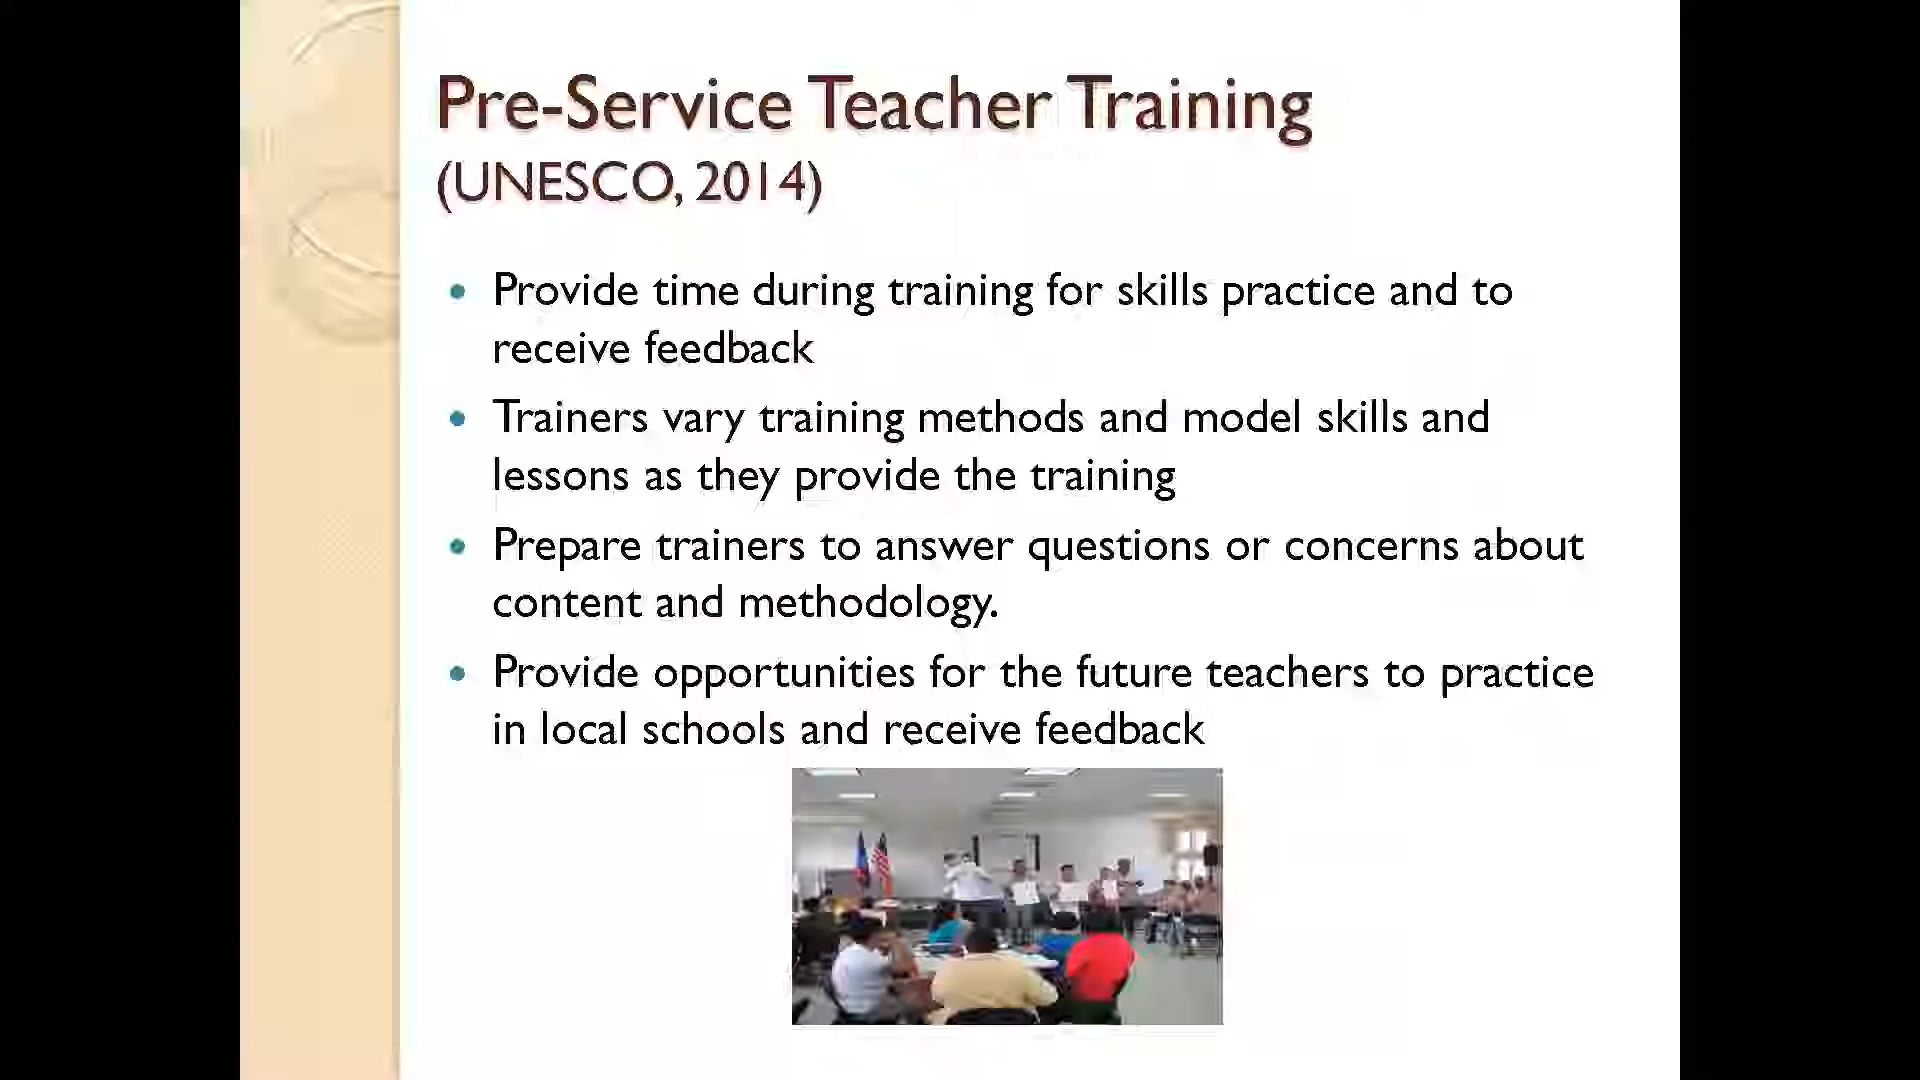 Pre-Service Teacher Training
(UNESCO, 2014)
• Provide time during training for skills practice and to
receive feedback
• Trainers vary training methods and model skills and
lessons as they provide the training
• Prepare trainers to answer questions or concerns about
content and methodology.
• Provide opportunities for the future teachers to practice
in local schools and receive feedback